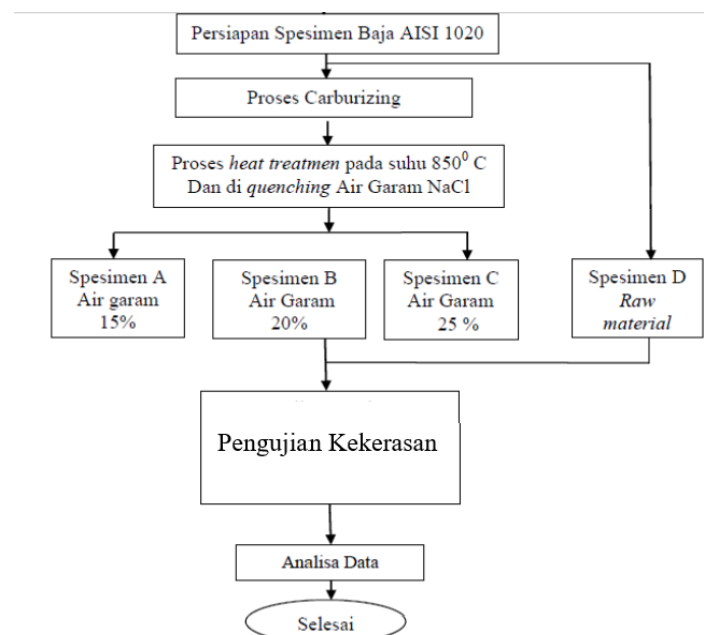 Persiapan Spesimen Baja AISI 1020
Proses Carburizing
Proses heat treatmen pada suhu 850⁰ C
Dan di quenching Air Garam NaCl
Spesimen A
Air garam
15%
Spesimen B
Air Garam
20%
Spesimen C
Air Garam
25 %
Spesimen D
Raw
material
Pengujian Kekerasan
Analisa Data
Selesai